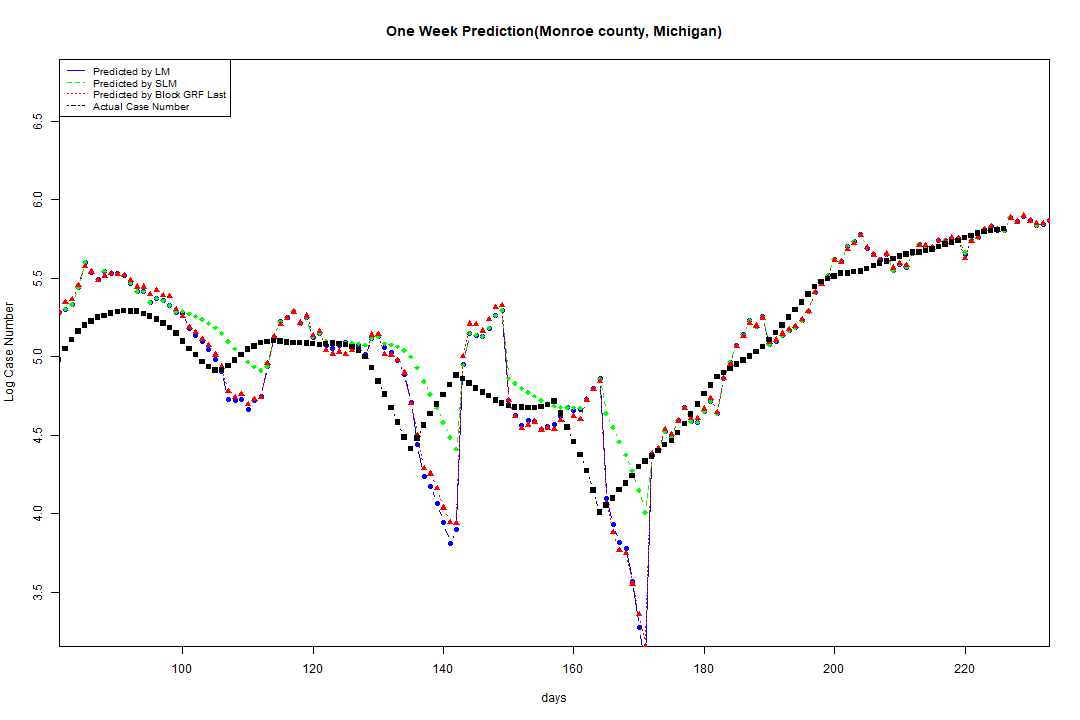 One Week Prediction(Monroe county, Michigan)
Predicted by LM
Predicted by SLM
Predicted by Block GRF Last
Actual Case Number
Log Case Number
6.5
6.0
5.5
5.0
4.5
4.0
3.5
100 120 140 160 180 200 220
days